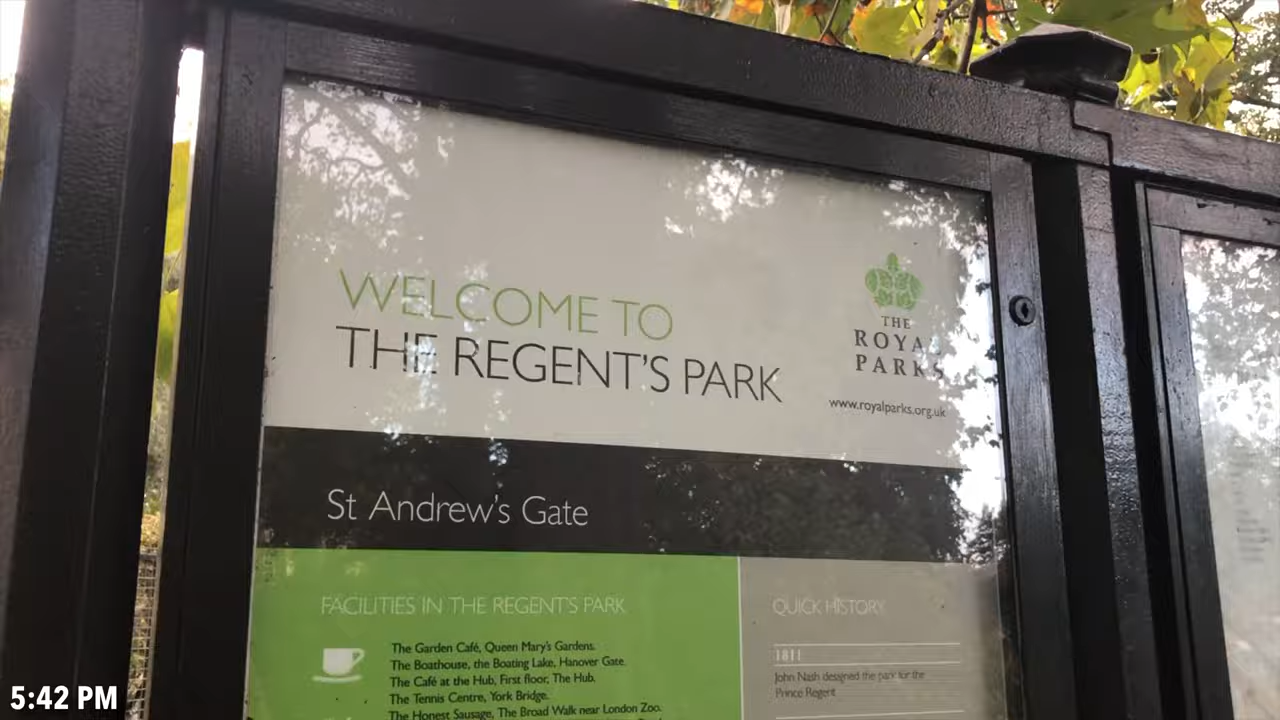 WELCOME TO
THE REGENT'S PARK
THE
ROYAL
PARKS
www.royalparks.org.uk
St Andrew's Gate
FACILITIES IN THE REGENT'S PARK
The Garden Café, Queen Mary's Gardens.
The Boathouse, the Boating Lake, Hanover Gate.
The Café at the Hub, First floor, The Hub.
The Tennis Centre, York Bridge.
The Honest Sausage, The Broad Walk near London Zoo.
QUICK HISTORY
1811
John Nash designed the park for the
Prince Regent
5:42 PM